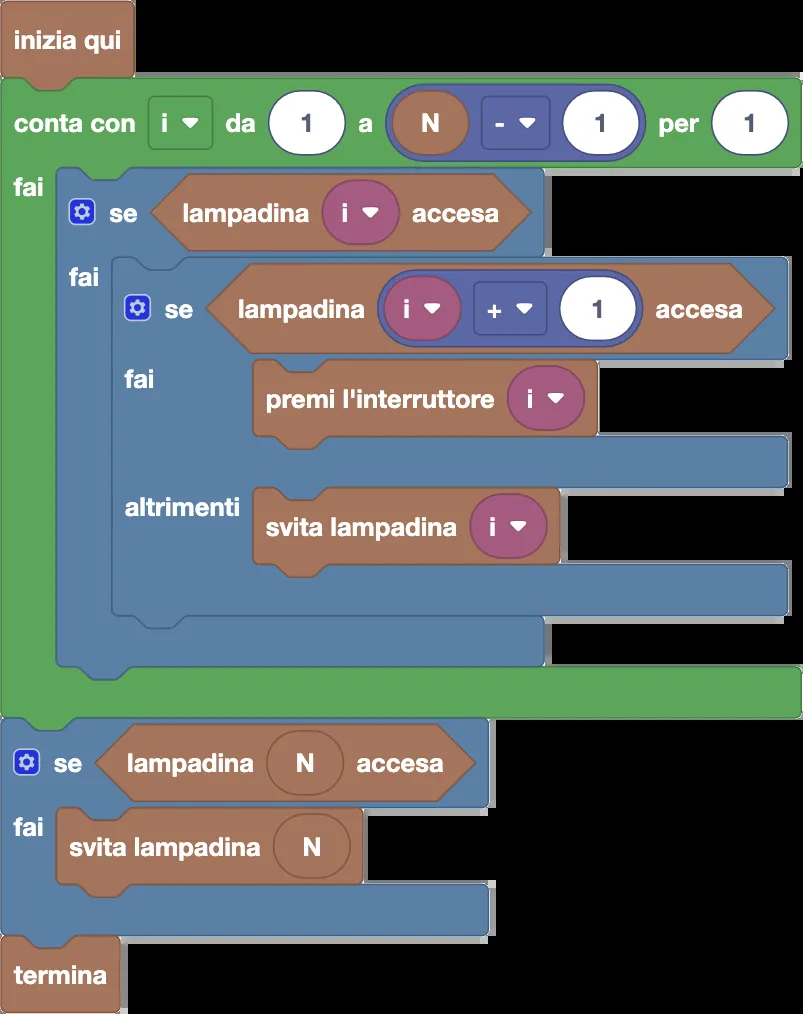 inizia qui
conta con i da 1 a N - 1 per 1
fai
se lampadina i accesa
fai
se lampadina i + 1 accesa
fai
premi l'interruttore i
altrimenti
svita lampadina i
se lampadina N accesa
fai
svita lampadina N
termina